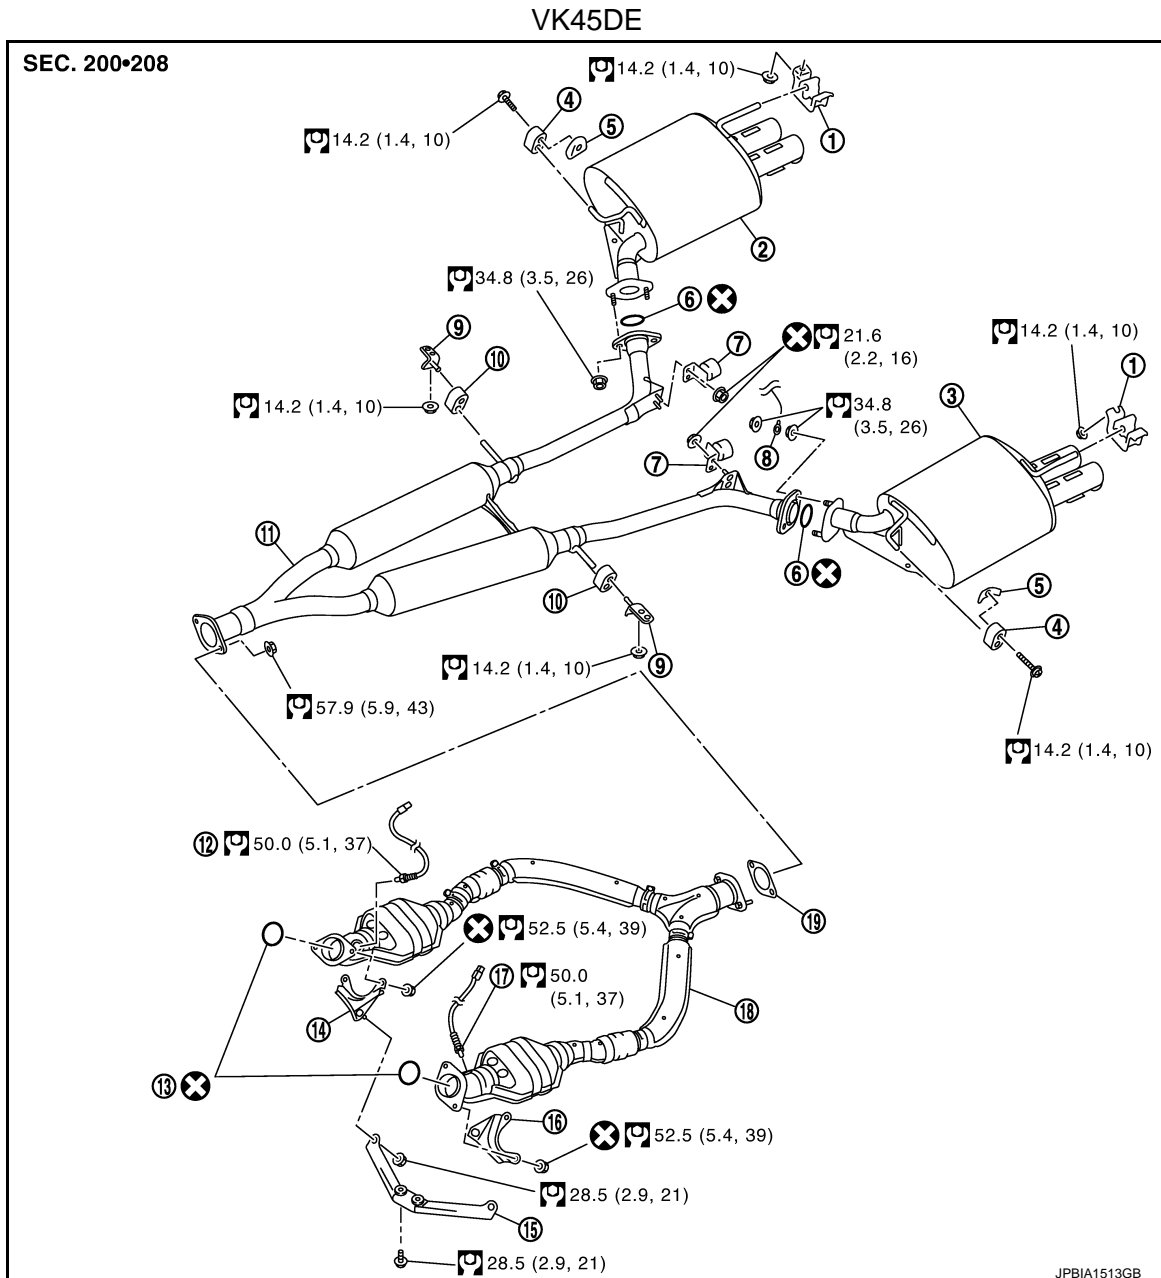 VK45DE
SEC. 200•208
14.2 (1.4, 10)
4
1
14.2 (1.4, 10)
5
2
34.8 (3.5, 26)
6
9
7
21.6
(2.2, 16)
14.2 (1.4, 10)
10
1
14.2 (1.4, 10)
34.8
(3.5, 26)
3
7
8
11
6
10
5
4
14.2 (1.4, 10)
9
57.9 (5.9, 43)
14.2 (1.4, 10)
12
50.0 (5.1, 37)
19
52.5 (5.4, 39)
17
50.0
(5.1, 37)
18
14
13
16
52.5 (5.4, 39)
28.5 (2.9, 21)
15
28.5 (2.9, 21)
JPBIA1513GB